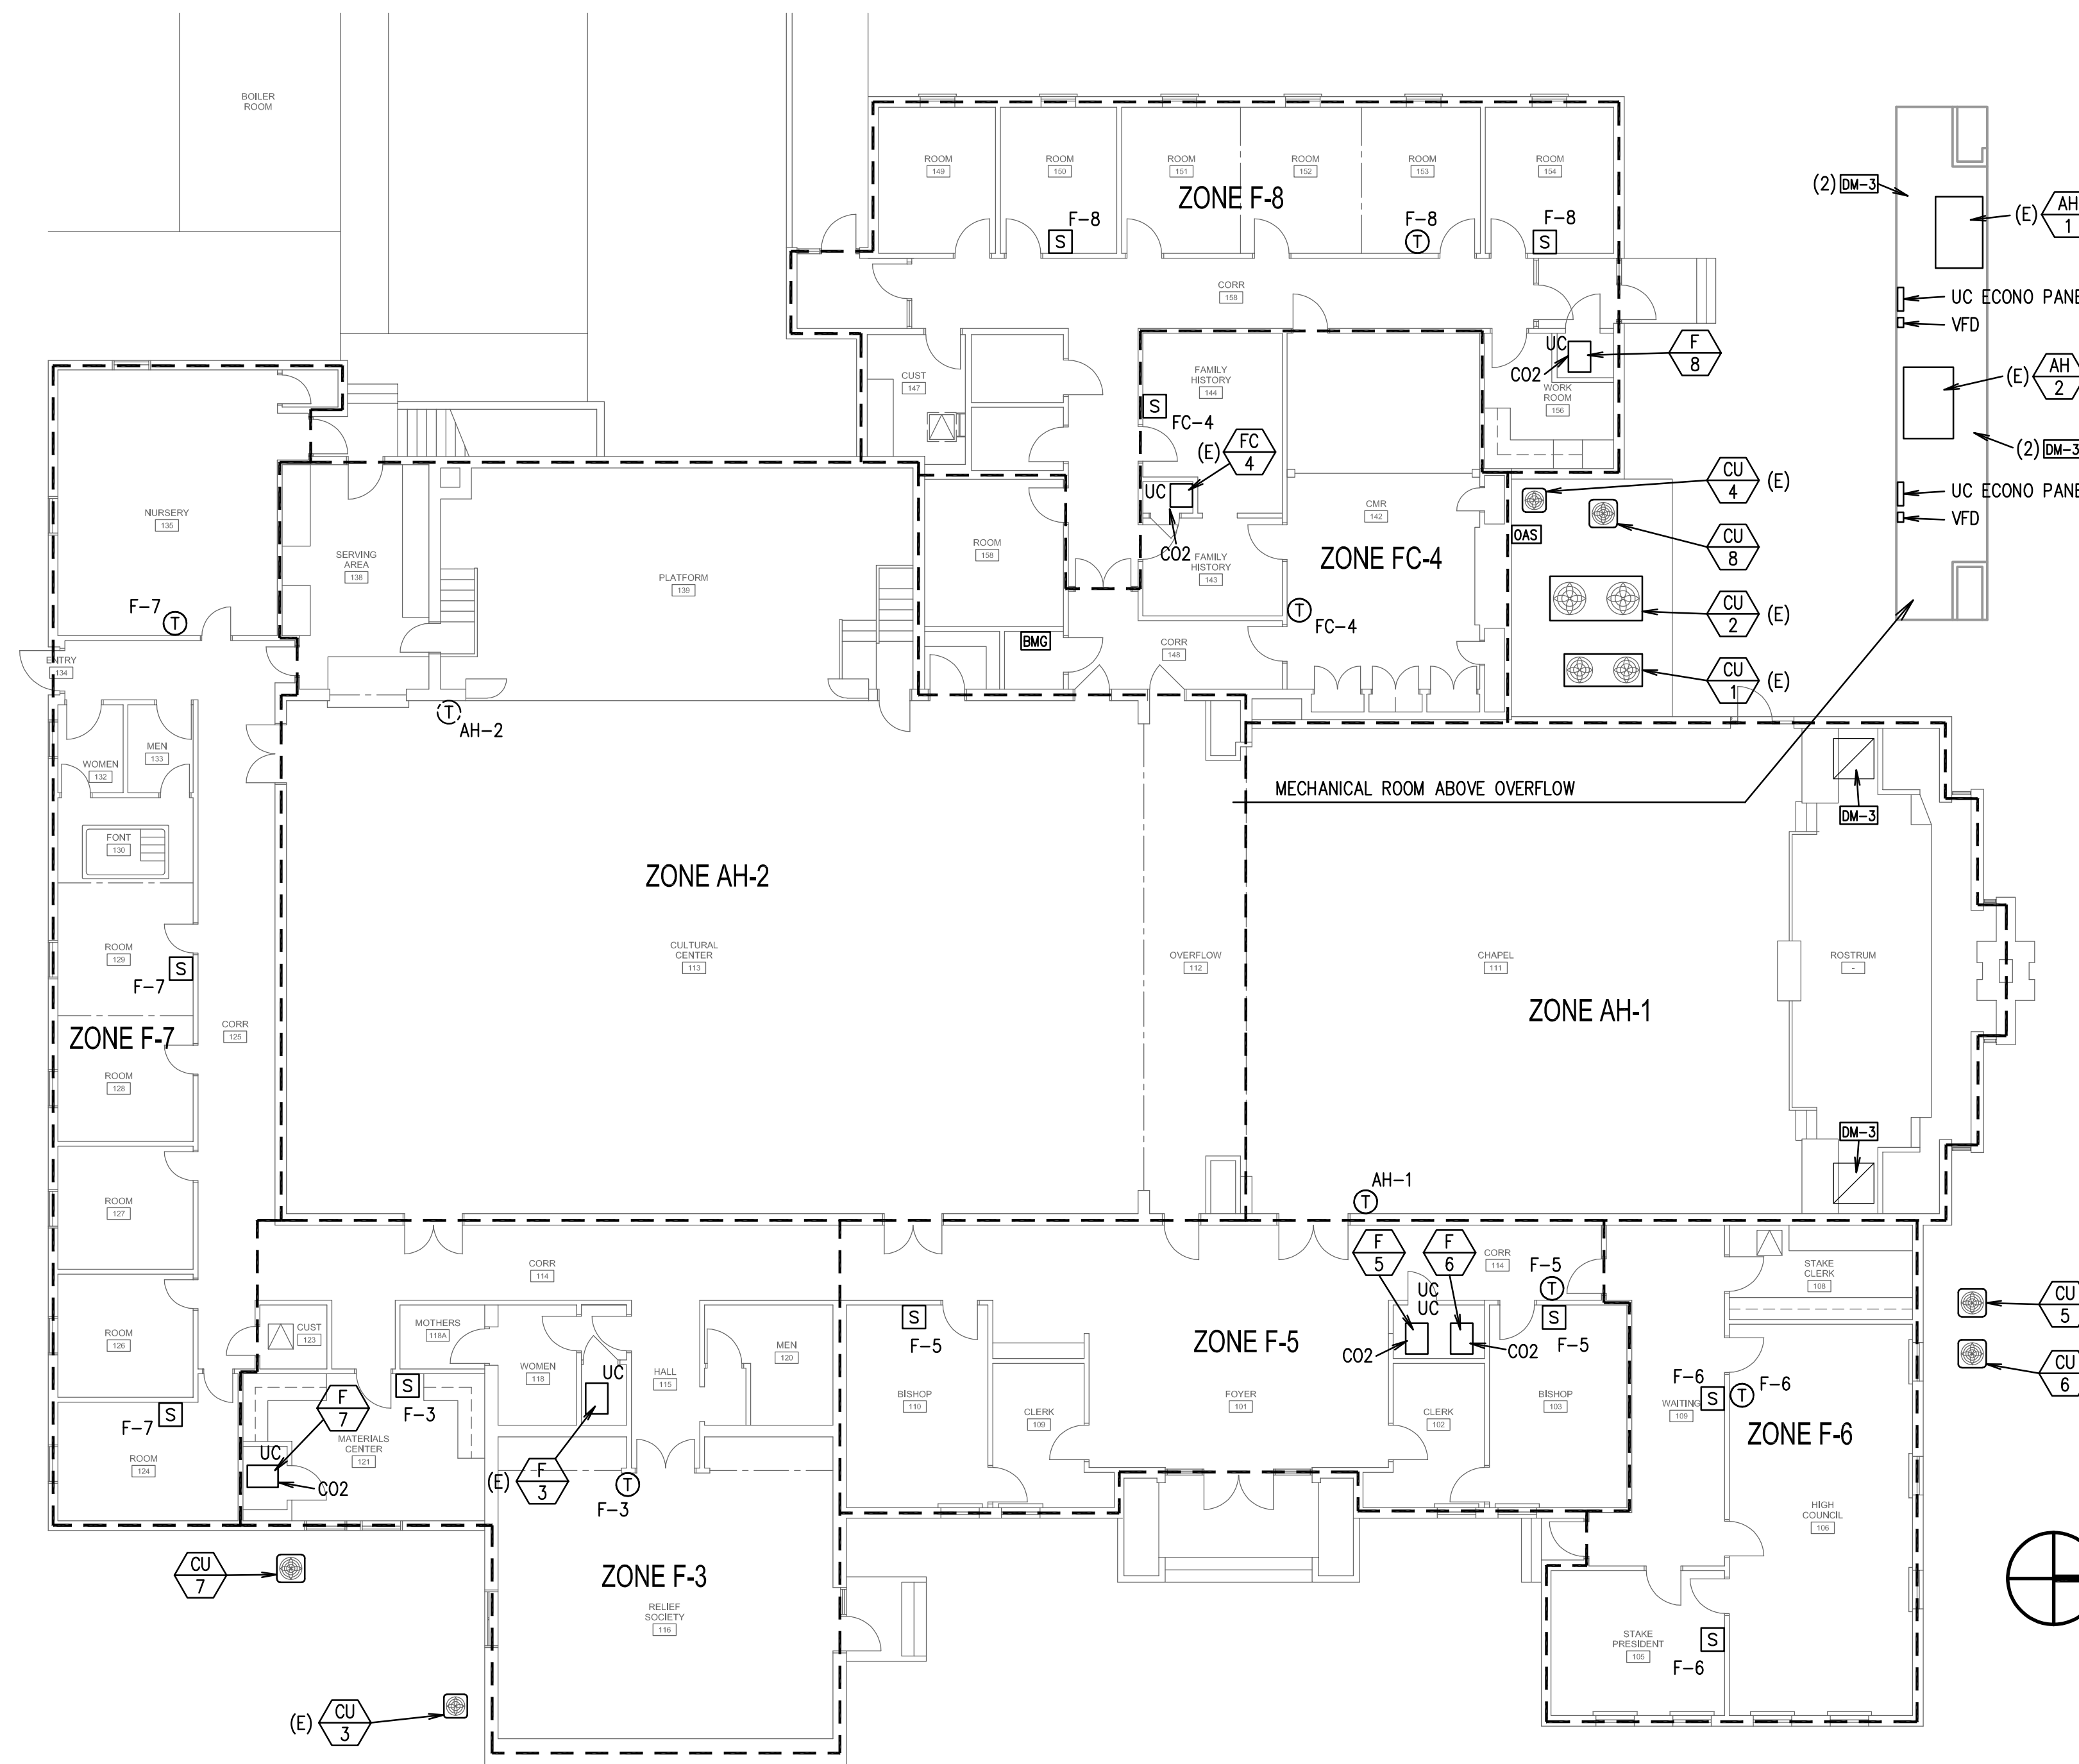 BOILER
ROOM
ROOM
149
ROOM
150
ROOM
151
ROOM
152
ROOM
153
ROOM
154
ZONE F-8
F-8
S
F-8
T
F-8
S
(2) DM-3
(E) AH
1
CORR
158
UC ECONO PANE
VFD
UC
CO2
F
8
WORK
ROOM
156
CUST
147
FAMILY
HISTORY
144
S
FC-4
(E) FC
4
UC
CO2
(E) AH
2
(2) DM-3
UC ECONO PANE
VFD
CU
4
(E)
CU
8
OAS
CU
2
(E)
CU
1
(E)
NURSERY
135
F-7
T
SERVING
AREA
138
PLATFORM
139
ROOM
158
CMR
142
ZONE FC-4
FAMILY
HISTORY
143
T
FC-4
BMG
CORR
148
ENTRY
134
T
AH-2
WOMEN
132
MEN
133
MECHANICAL ROOM ABOVE OVERFLOW
DM-3
FONT
130
ZONE AH-2
CULTURAL
CENTER
113
OVERFLOW
112
CHAPEL
111
ZONE AH-1
ROSTRUM
-
ROOM
129
S
F-7
ZONE F-7
CORR
125
ROOM
128
DM-3
ROOM
127
AH-1
T
CORR
114
F
5
F
6
CORR
114
F-5
T
STAKE
CLERK
108
CU
5
ROOM
126
CUST
123
MOTHERS
118A
WOMEN
118
UC
HALL
115
MEN
120
S
F-5
ZONE F-5
UC
UC
CO2
CO2
S
F-5
CU
6
F
7
S
F-3
F-7
S
ROOM
124
UC
CO2
MATERIALS
CENTER
121
(E) F
3
T
F-3
BISHOP
110
CLERK
109
FOYER
101
CLERK
102
BISHOP
103
F-6
S
T
F-6
WAITING
109
ZONE F-6
HIGH
COUNCIL
106
CU
7
ZONE F-3
RELIEF
SOCIETY
116
STAKE
PRESIDENT
105
S
F-6
(E) CU
3